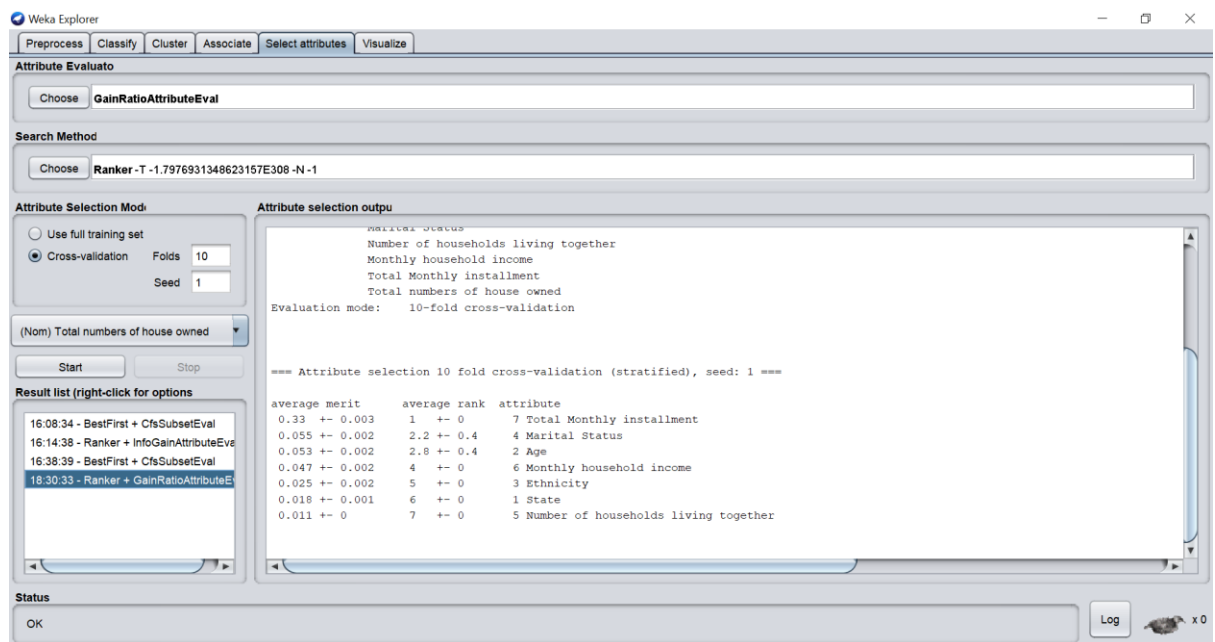 Weka Explorer
Preprocess Classify Cluster Associate Select attributes Visualize
Attribute Evaluato
Choose GainRatioAttributeEval
Search Method
Choose Ranker -T -1.7976931348623157E308 -N -1
Attribute Selection Mod
Use full training set
Cross-validation Folds 10
Seed 1
(Nom) Total numbers of house owned
Start Stop
Result list (right-click for options
16:08:34 - BestFirst + CfsSubsetEval
16:14:38 - Ranker + InfoGainAttributeEva
16:38:39 - BestFirst + CfsSubsetEval
18:30:33 - Ranker + GainRatioAttributeE
Attribute selection outpu
Marital Status
Number of households living together
Monthly household income
Total Monthly installment
Total numbers of house owned
Evaluation mode: 10-fold cross-validation
=== Attribute selection 10 fold cross-validation (stratified), seed: 1 ===
average merit average rank attribute
0.33 +- 0.003 1 +- 0 7 Total Monthly installment
0.055 +- 0.002 2.2 +- 0.4 4 Marital Status
0.053 +- 0.002 2.8 +- 0.4 2 Age
0.047 +- 0.002 4 +- 0 6 Monthly household income
0.025 +- 0.002 5 +- 0 3 Ethnicity
0.018 +- 0.001 6 +- 0 1 State
0.011 +- 0 7 +- 0 5 Number of households living together
Status
OK
Log x 0